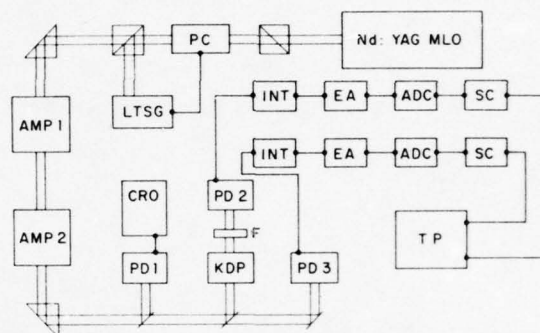 PC
Nd: YAG MLO
LTSG
INT
EA
ADC
SC
AMP 1
INT
EA
ADC
SC
CRO
PD 2
F
AMP 2
TP
PD1
KDP
PD 3